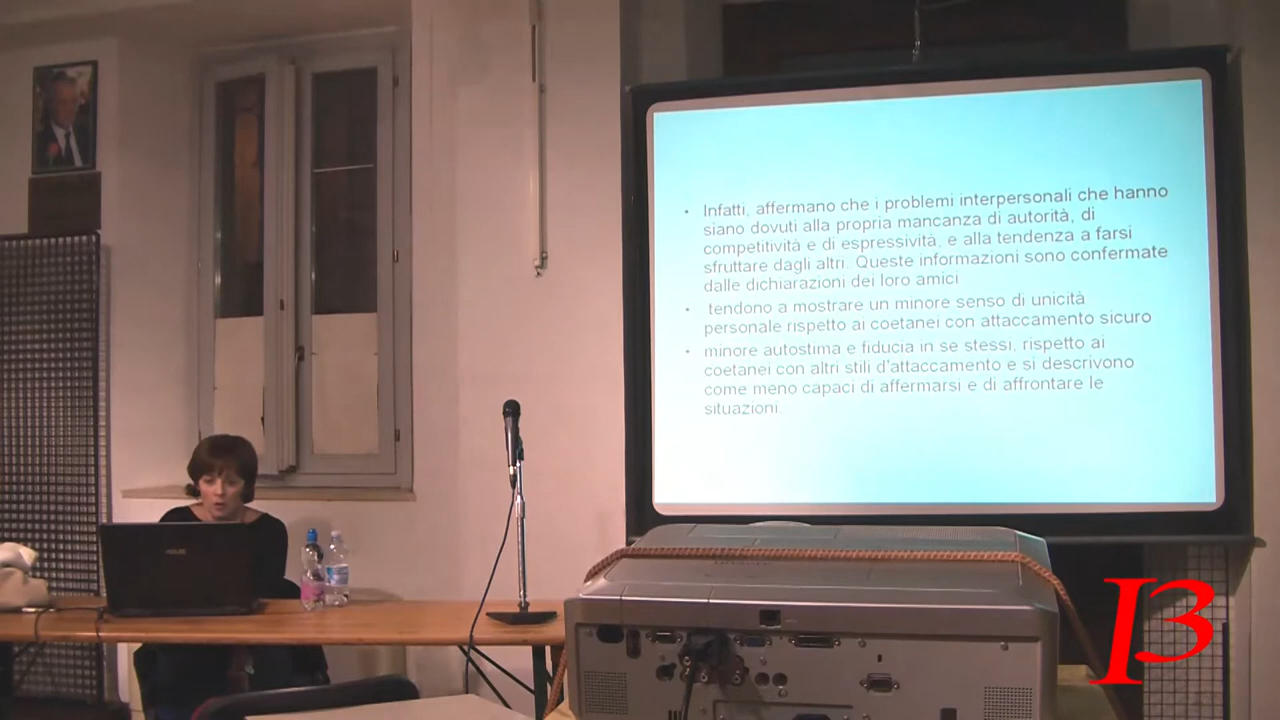 Infatti, affermano che i problemi interpersonali che hanno
siano dovuti alla propria mancanza di autorità, di
competitività e di espressività, e alla tendenza a farsi
sfruttare dagli altri. Queste informazioni sono confermate
dalle dichiarazioni dei loro amici
tendono a mostrare un minore senso di unicità
personale rispetto ai coetanei con attaccamento sicuro
minore autostima e fiducia in se stessi, rispetto ai
coetanei con altri stili d'attaccamento e si descrivono
come meno capaci di affermarsi e di affrontare le
situazioni.
ASUS
13